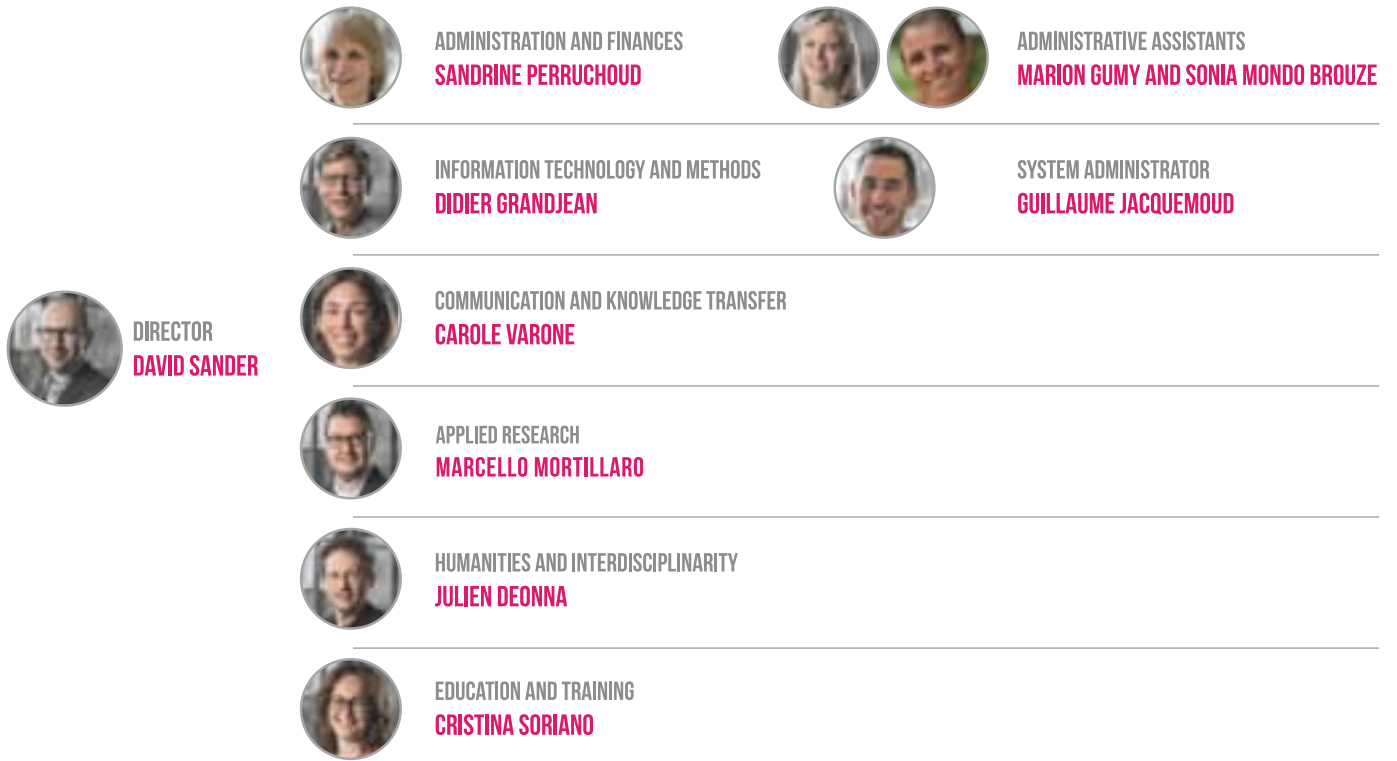 ADMINISTRATION AND FINANCES
SANDRINE PERRUCHOUD
ADMINISTRATIVE ASSISTANTS
MARION GUMY AND SONIA MONDO BROUZE
INFORMATION TECHNOLOGY AND METHODS
DIDIER GRANDJEAN
SYSTEM ADMINISTRATOR
GUILLAUME JACQUEMOUD
DIRECTOR
DAVID SANDER
COMMUNICATION AND KNOWLEDGE TRANSFER
CAROLE VARONE
APPLIED RESEARCH
MARCELLO MORTILLARO
HUMANITIES AND INTERDISCIPLINARITY
JULIEN DEONNA
EDUCATION AND TRAINING
CRISTINA SORIANO